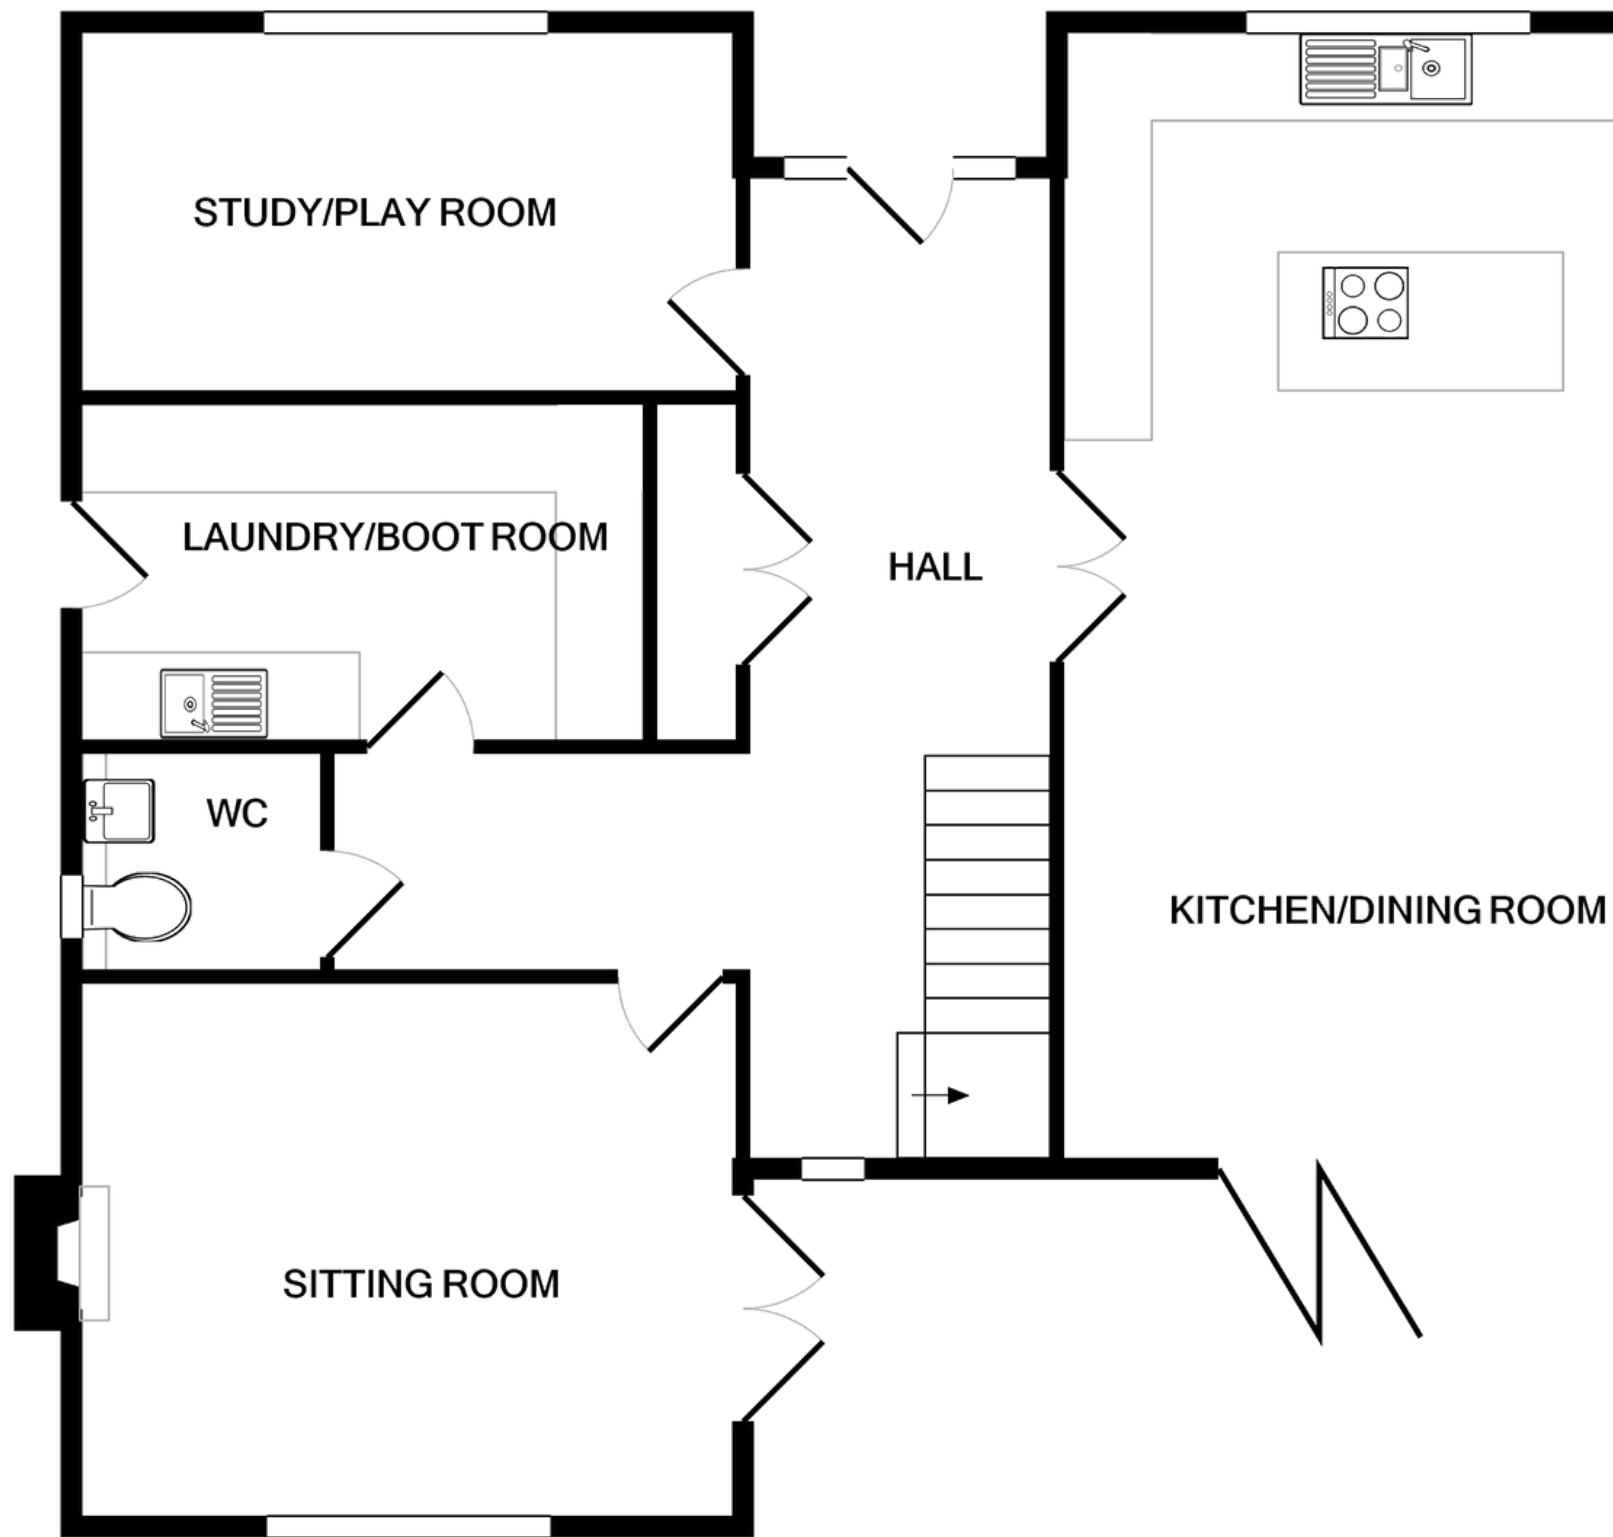 STUDY/PLAY ROOM
LAUNDRY/BOOT ROOM
HALL
WC
KITCHEN/DINING ROOM
SITTING ROOM